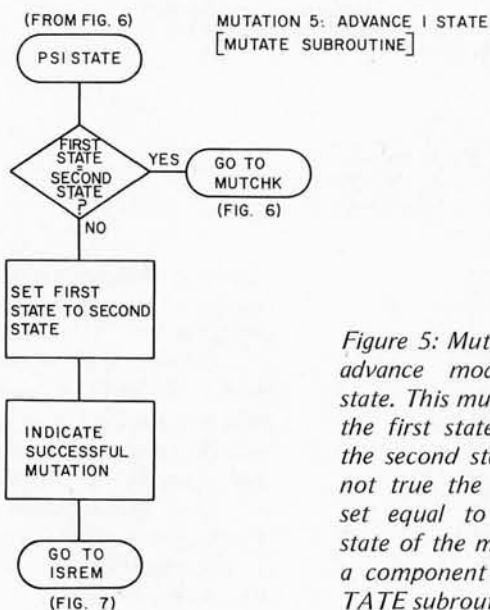 (FROM FIG. 6)
MUTATION 5: ADVANCE I STATE
[MUTATE SUBROUTINE]
PSI STATE
FIRST
STATE
=
SECOND
STATE
?
YES
GO TO
MUTCHK
(FIG. 6)
NO
SET FIRST
STATE TO SECOND
STATE
INDICATE
SUCCESSFUL
MUTATION
GO TO
ISREM
(FIG. 7)
Figure 5: Mut
advance mod
state. This mu
the first state
the second st
not true the
set equal to
state of the m
a component
TATE subrout